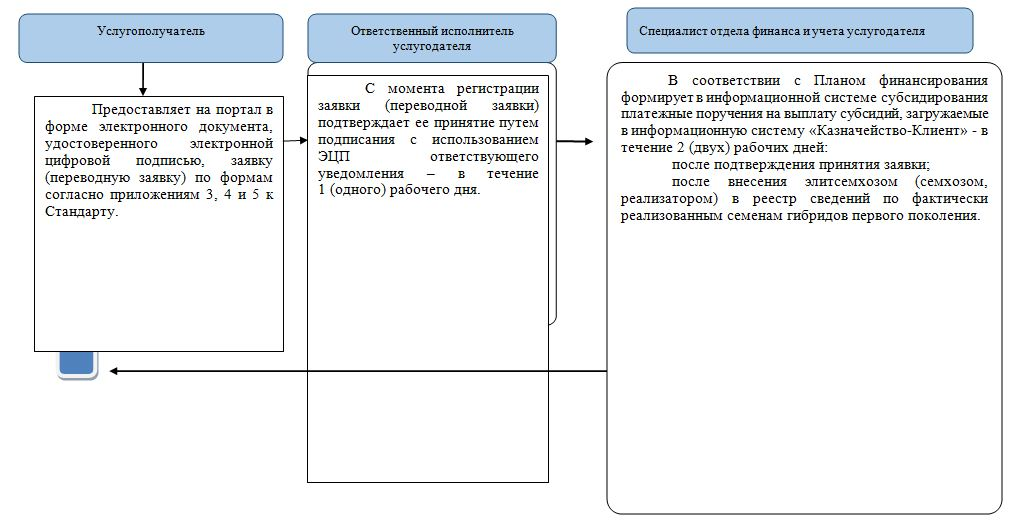 Услугополучатель
Ответственный исполнитель
услугодателя
Специалист отдела финанса и учета услугодателя
Предоставляет на портал в
форме электронного документа,
удостоверенного электронной
цифровой подписью, заявку
(переводную заявку) по формам
согласно приложениям 3, 4 и 5 к
Стандарту.
С момента регистрации
заявки (переводной заявки)
подтверждает ее принятие путем
подписания с использованием
ЭЦП ответствующего
уведомления – в течение
1 (одного) рабочего дня.
В соответствии с Планом финансирования
формирует в информационной системе субсидирования
платежные поручения на выплату субсидий, загружаемые
в информационную систему «Казначейство-Клиент» - в
течение 2 (двух) рабочих дней:
после подтверждения принятия заявки;
после внесения элитсемхозом (семхозом,
реализатором) в реестр сведений по фактически
реализованным семенам гибридов первого поколения.